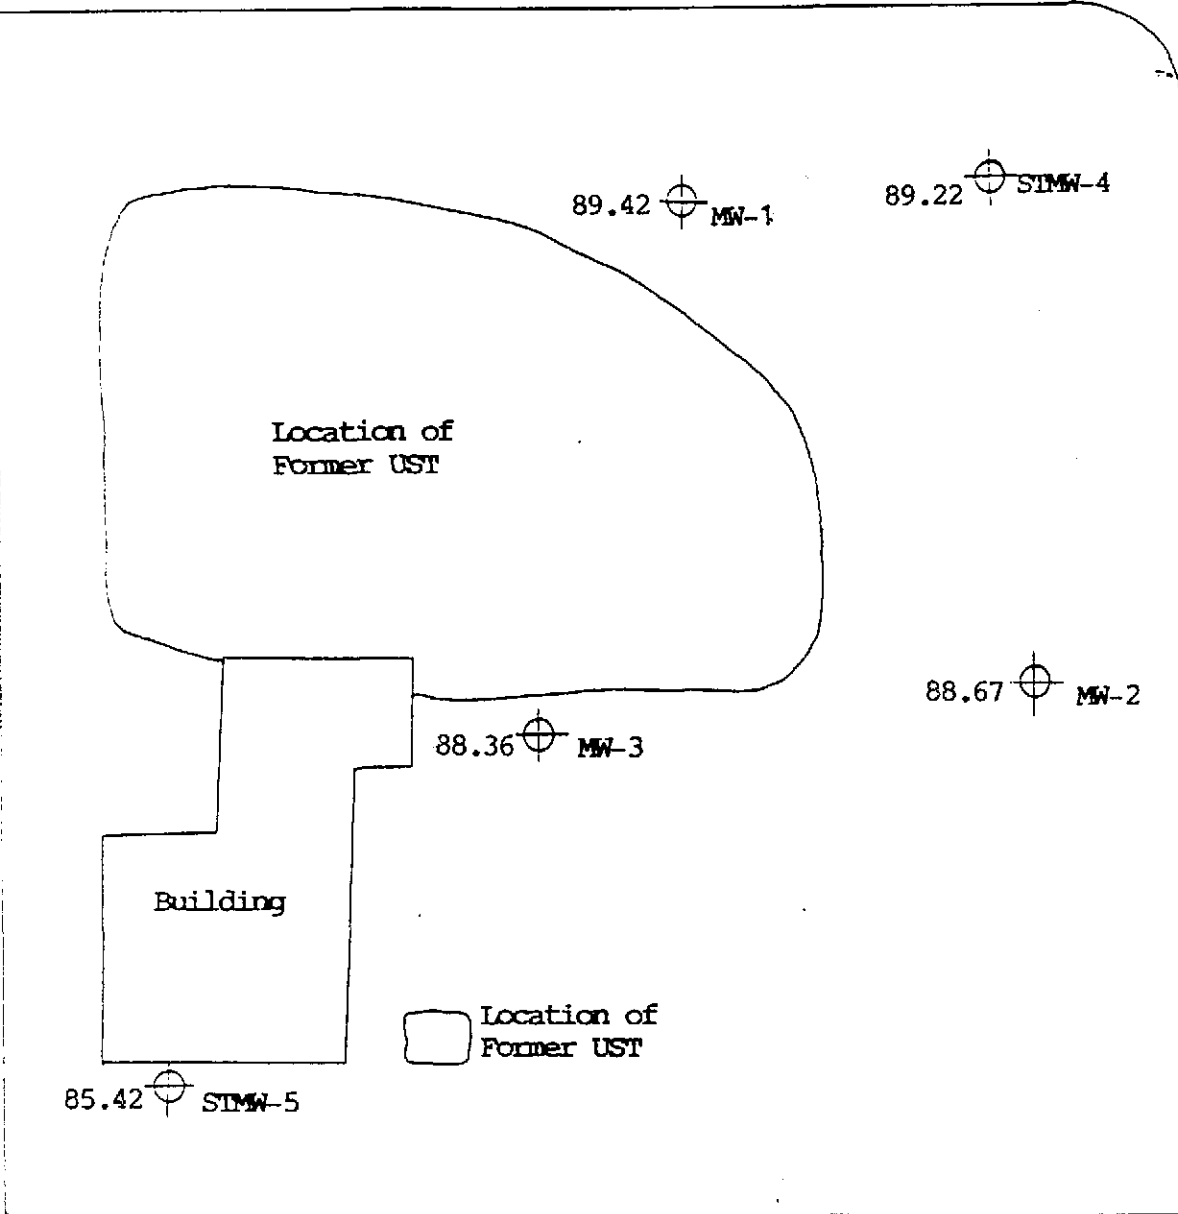 89.42 MW-1
89.22 STMW-4
Location of
Former UST
88.67 MW-2
88.36 MW-3
Building
Location of
Former UST
85.42 STMW-5